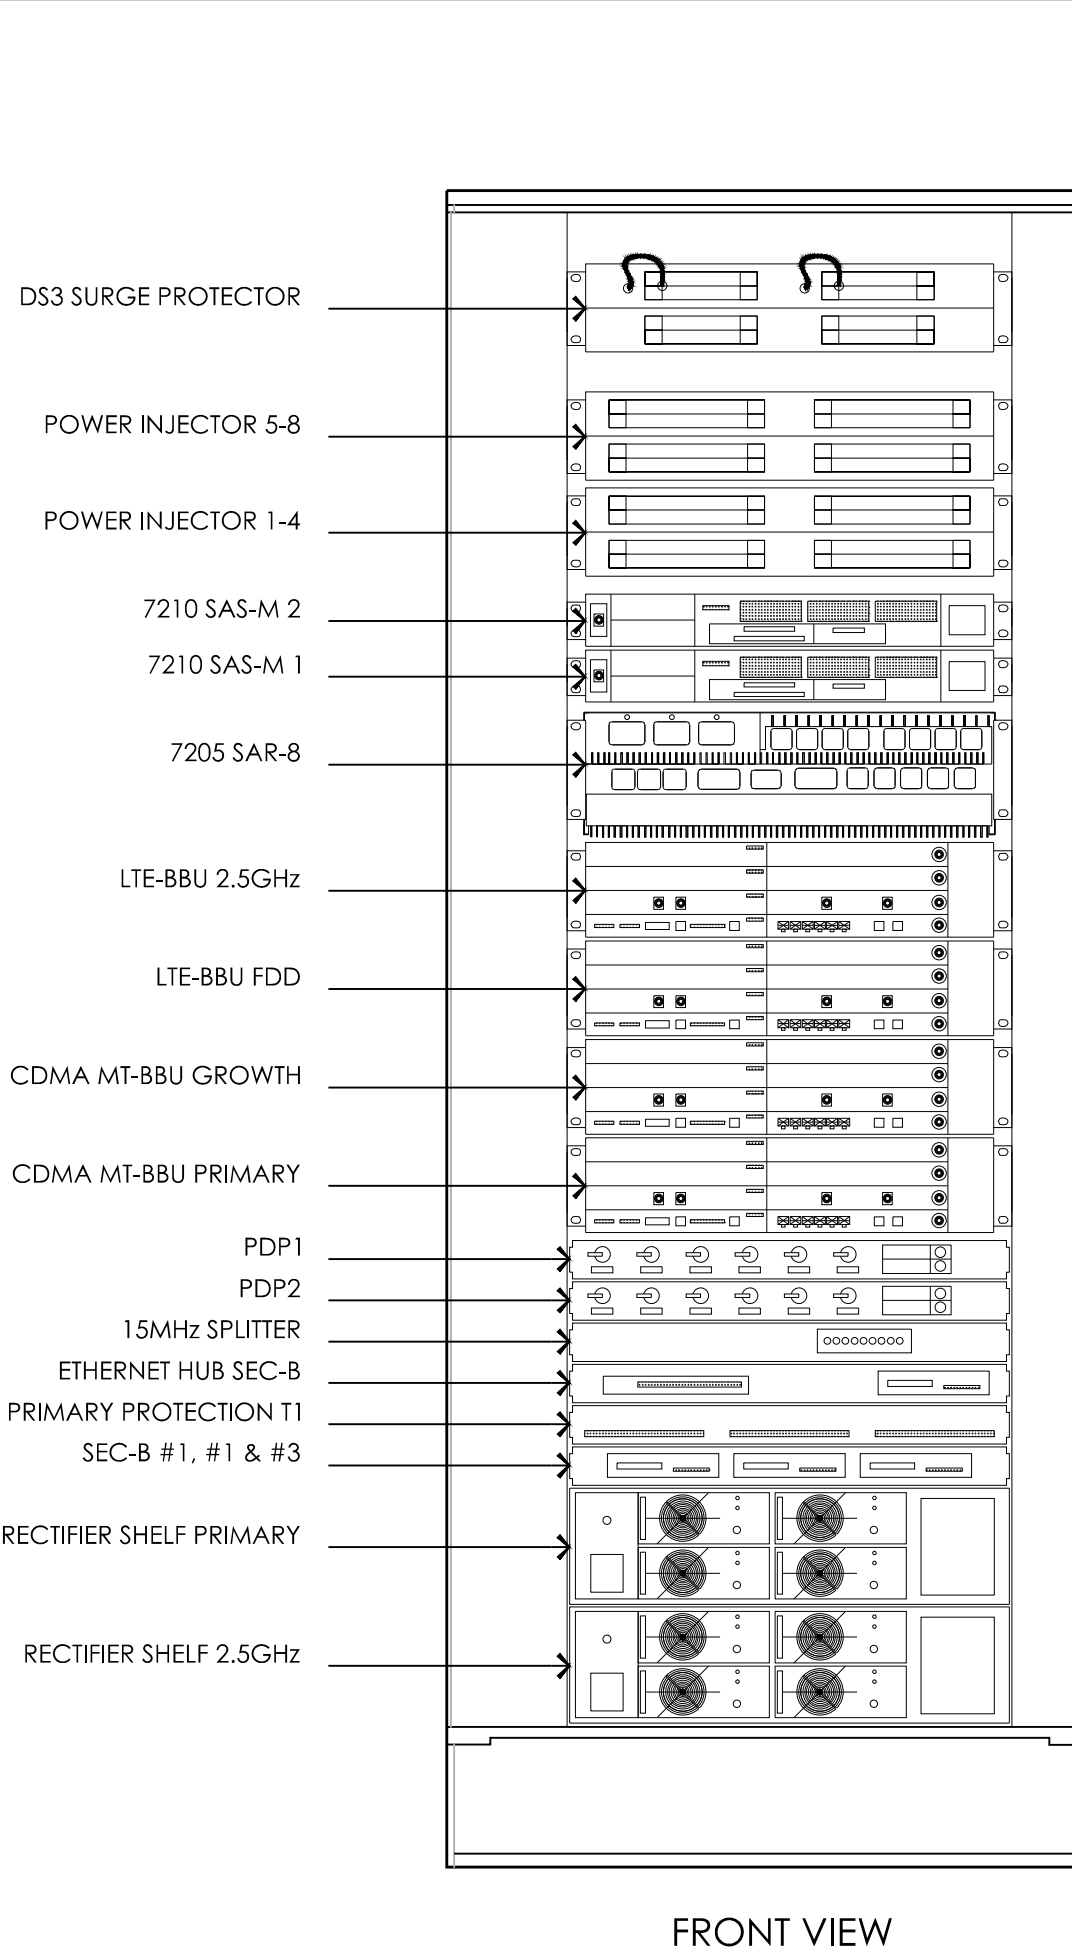 DS3 SURGE PROTECTOR
POWER INJECTOR 5-8
POWER INJECTOR 1-4
7210 SAS-M 2
7210 SAS-M 1
7205 SAR-8
LTE-BBU 2.5GHz
LTE-BBU FDD
CDMA MT-BBU GROWTH
CDMA MT-BBU PRIMARY
PDP1
PDP2
15MHz SPLITTER
ETHERNET HUB SEC-B
PRIMARY PROTECTION T1
SEC-B #1, #1 & #3
RECTIFIER SHELF PRIMARY
RECTIFIER SHELF 2.5GHz
FRONT VIEW